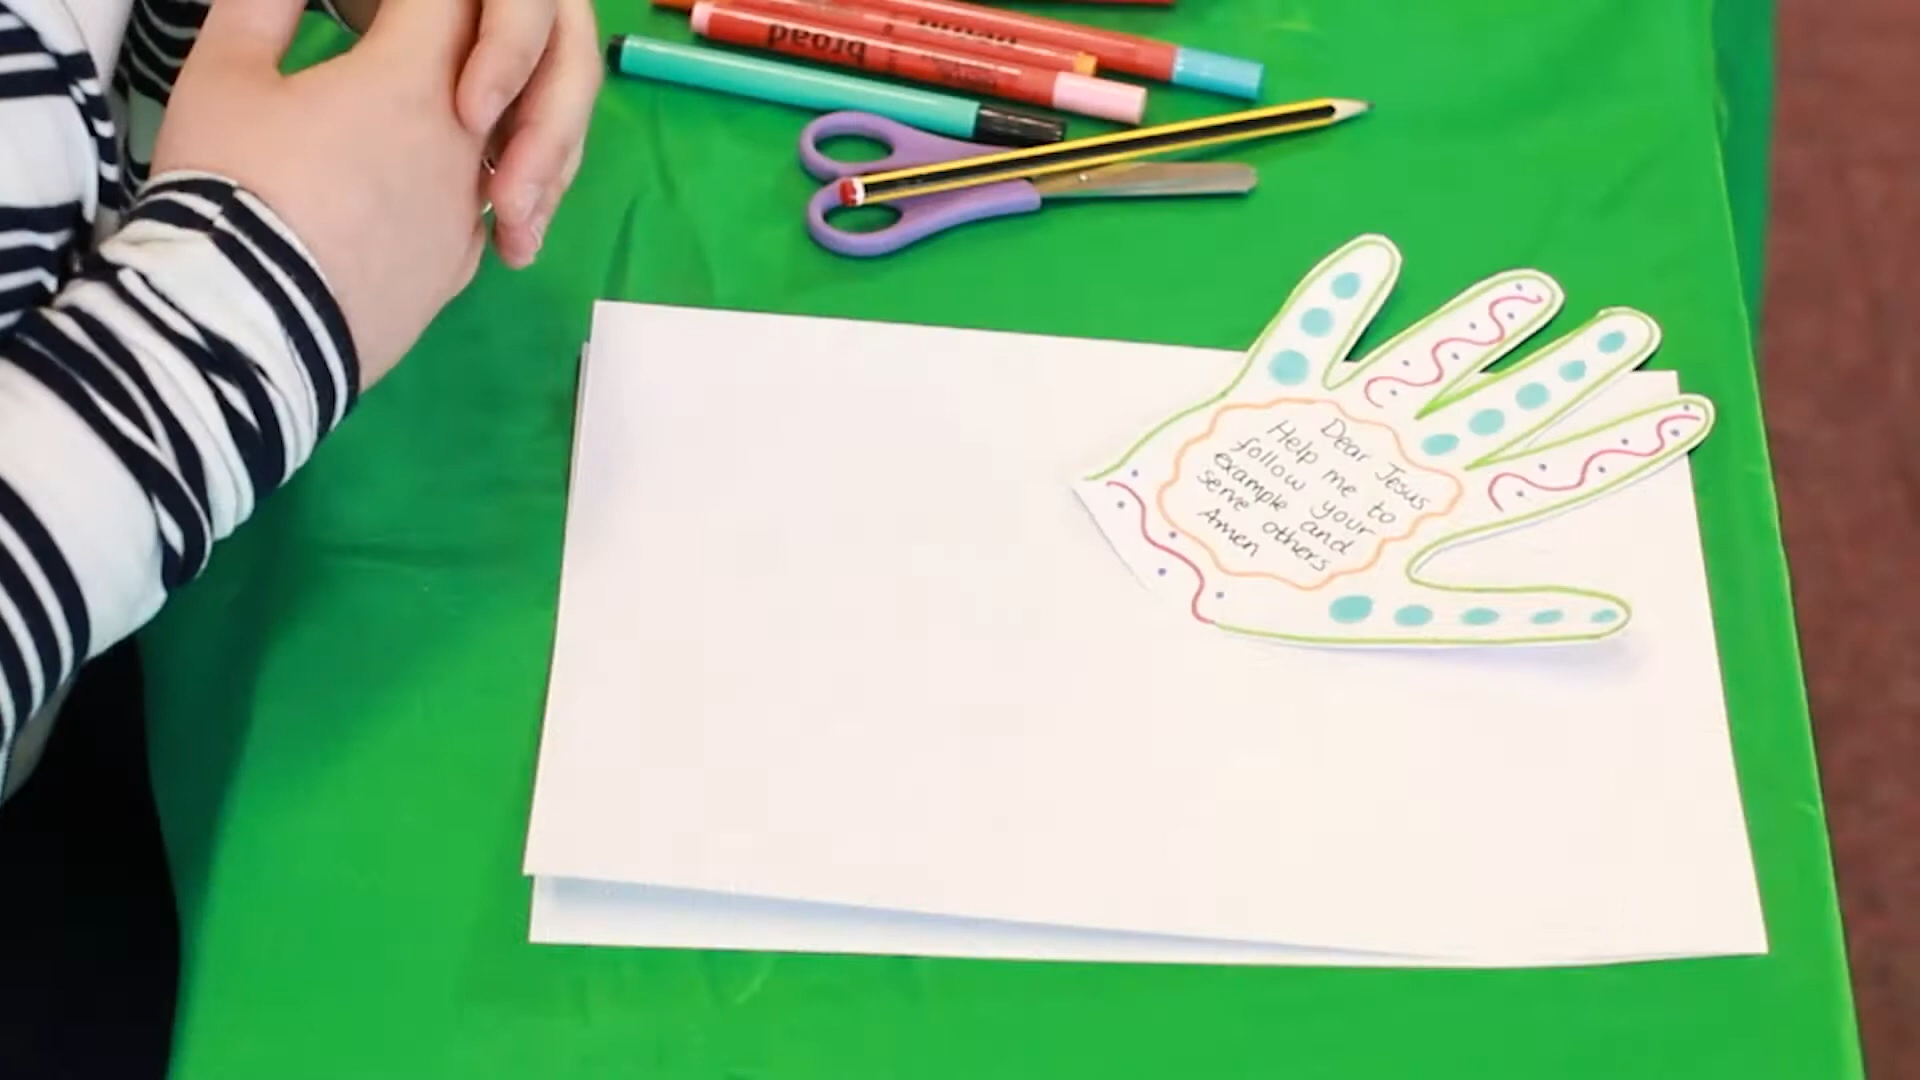 broad
Dear Jesus
Help me to
follow your
example and
serve others
Amen